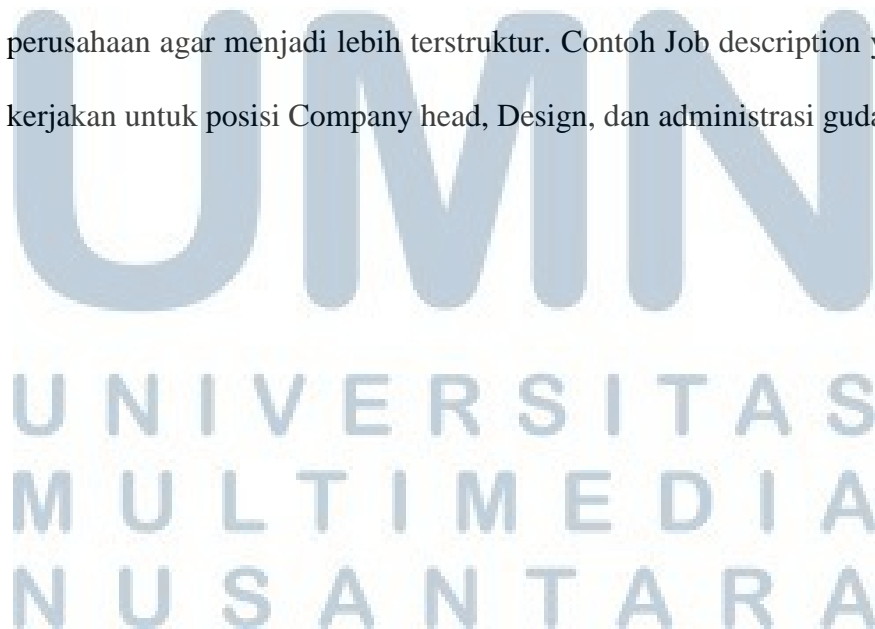 perusahaan agar menjadi lebih terstruktur. Contoh Job description
kerjakan untuk posisi Company head, Design, dan administrasi
UMN
UNIVERSITAS
MULTIMEDIA
NUSANTARA